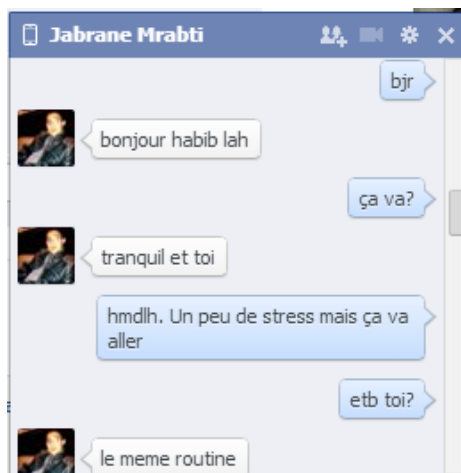 Jabrane Mrabti
bjr
bonjour habib lah
ça va?
tranquil et toi
hmdlh. Un peu de stress mais ça va
aller
etb toi?
le meme routine